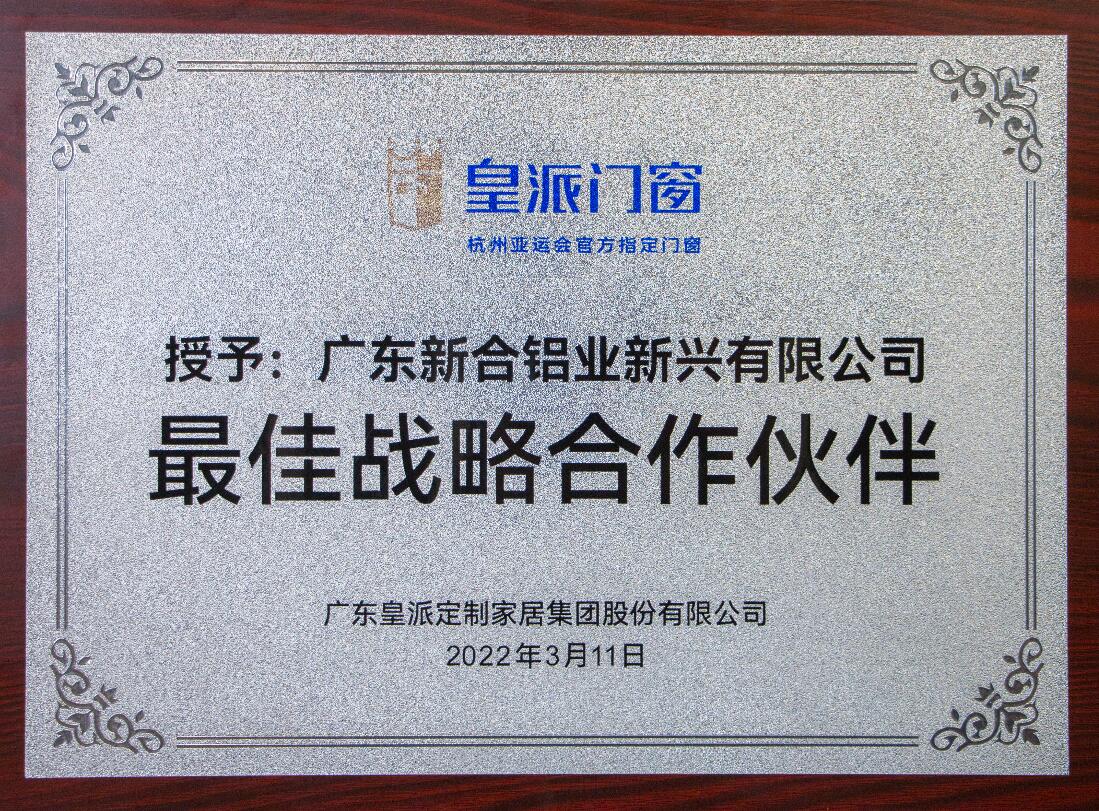 皇派门窗
杭州亚运会官方指定门窗
授予：广东新合铝业新兴有限公司
最佳战略合作伙伴
广东皇派定制家居集团股份有限公司
2022年3月11日